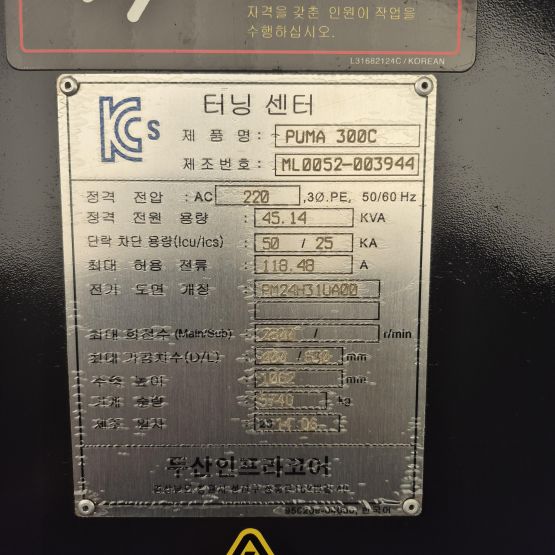 자격을 갖춘 인원이 작업을
수행하십시오.
L31682124C / KOREAN
KCs
터닝 센터
제 품 명 : PUMA 300C
제조번호 : ML0052-003944
정격 전압 : AC 220 ,3Ø.PE, 50/60 Hz
정격 전원 용량 : 45.14 KVA
단락 차단 용량(Icu/Ics) : 50 / 25 KA
최대 허용 전류 : 118.48 A
전기 도면 개정 : PM24H31UA00
최대 회전수 (Main/Sub) : 2800 / r/min
최대 가공치수(D/L) : 400 / 630 mm
주축 높이 : 1062 mm
기계 중량 : 5740 kg
제조 일자 : 2014.06
두산인프라코어